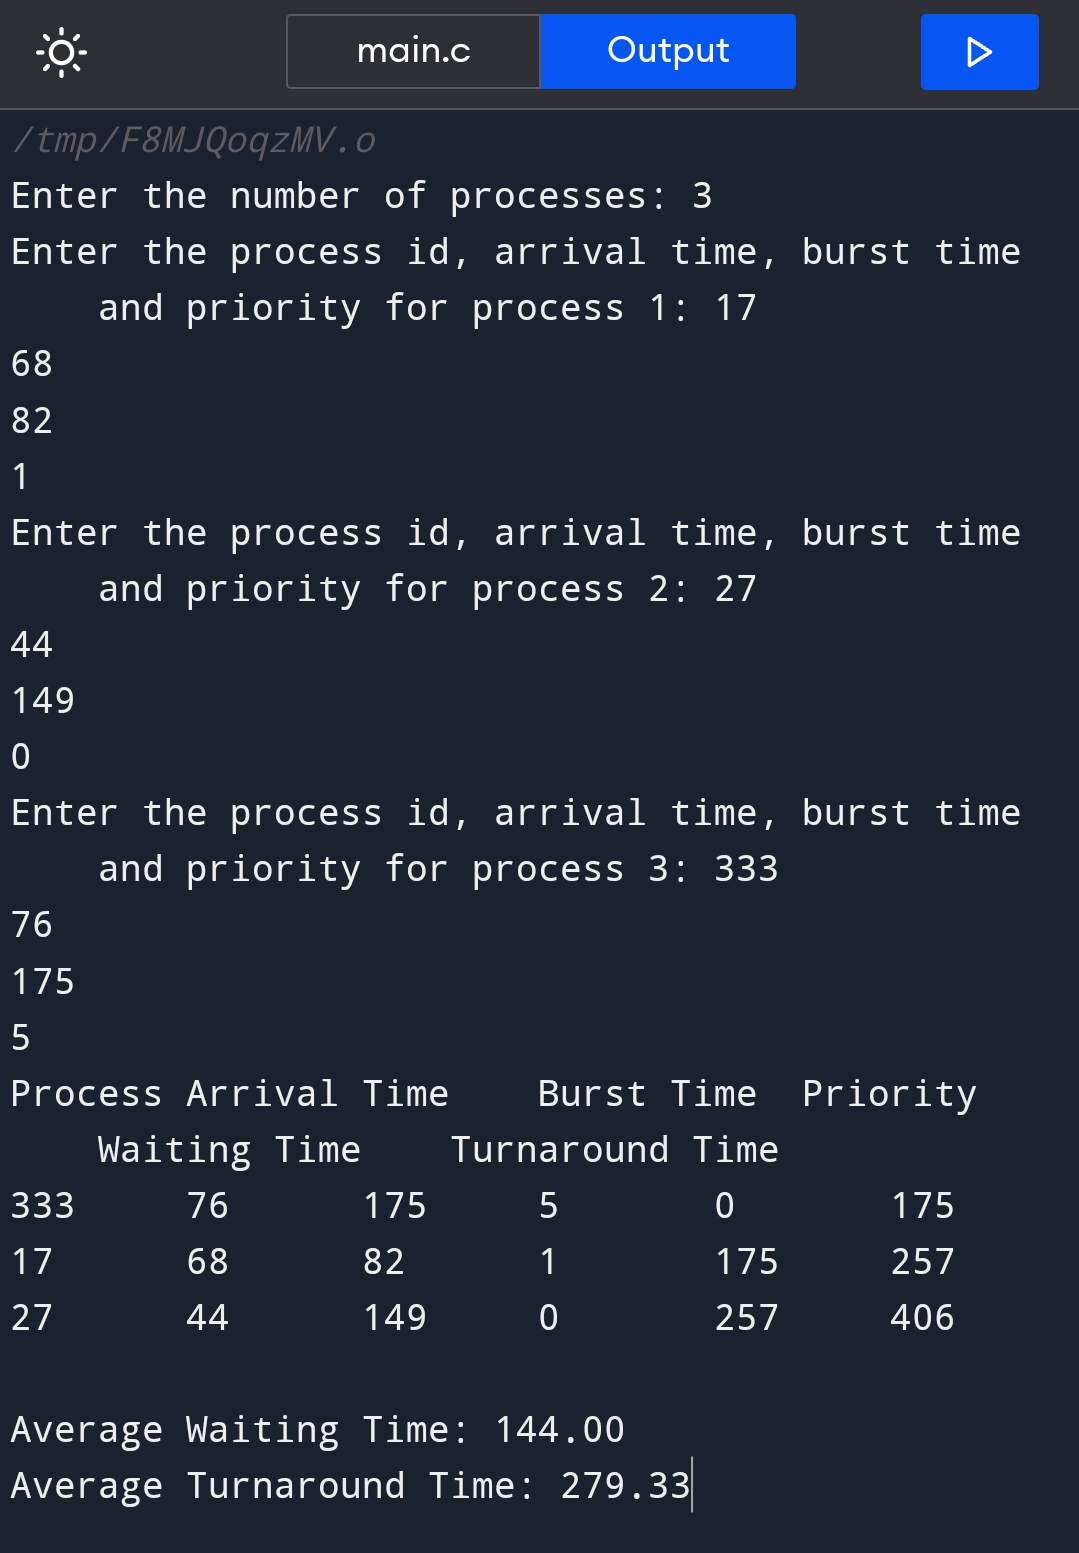 main.c Output
/tmp/F8MJQoqzMV.o
Enter the number of processes: 3
Enter the process id, arrival time, burst time
    and priority for process 1: 17
68
82
1
Enter the process id, arrival time, burst time
    and priority for process 2: 27
44
149
0
Enter the process id, arrival time, burst time
    and priority for process 3: 333
76
175
5
Process Arrival Time    Burst Time  Priority
    Waiting Time    Turnaround Time
333     76      175     5       0       175
17      68      82      1       175     257
27      44      149     0       257     406

Average Waiting Time: 144.00
Average Turnaround Time: 279.33